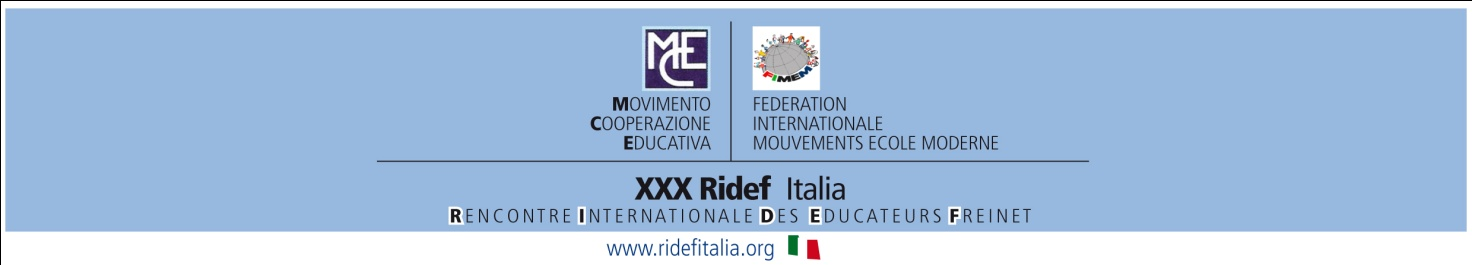 MCE
MOVIMENTO
COOPERAZIONE
EDUCATIVA
FIMEM
FEDERATION
INTERNATIONALE
MOUVEMENTS ECOLE MODERNE
XXX Ridef Italia
RENCONTRE INTERNATIONALE DES EDUCATEURS FREINET
www.ridefitalia.org